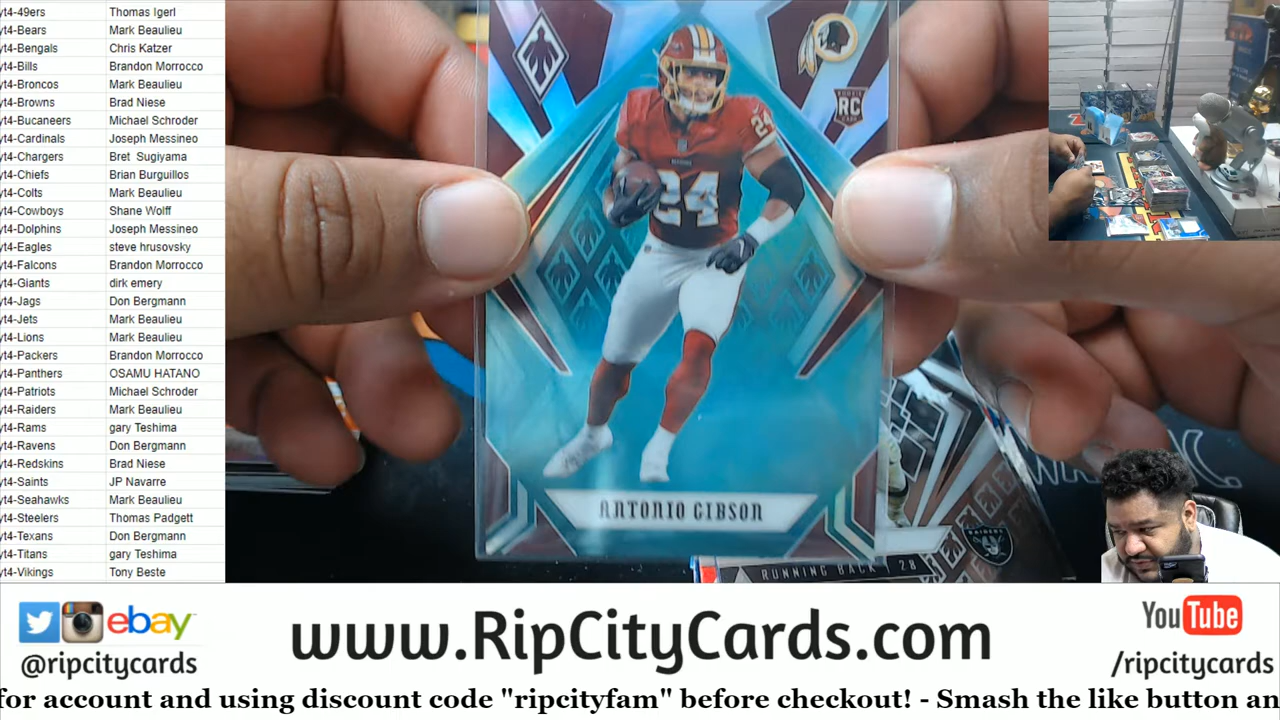 yt4-49ers Thomas Igerl
yt4-Bears Mark Beaulieu
yt4-Bengals Chris Katzer
yt4-Bills Brandon Morrocco
yt4-Broncos Mark Beaulieu
yt4-Browns Brad Niese
yt4-Bucaneers Michael Schroder
yt4-Cardinals Joseph Messineo
yt4-Chargers Bret Sugiyama
yt4-Chiefs Brian Burguillos
yt4-Colts Mark Beaulieu
yt4-Cowboys Shane Wolff
yt4-Dolphins Joseph Messineo
yt4-Eagles steve hrusovsky
yt4-Falcons Brandon Morrocco
yt4-Giants dirk emery
yt4-Jags Don Bergmann
yt4-Jets Mark Beaulieu
yt4-Lions Mark Beaulieu
yt4-Packers Brandon Morrocco
yt4-Panthers OSAMU HATANO
yt4-Patriots Michael Schroder
yt4-Raiders Mark Beaulieu
yt4-Rams gary Teshima
yt4-Ravens Don Bergmann
yt4-Redskins Brad Niese
yt4-Saints JP Navarre
yt4-Seahawks Mark Beaulieu
yt4-Steelers Thomas Padgett
yt4-Texans Don Bergmann
yt4-Titans gary Teshima
yt4-Vikings Tony Beste
RC
24
24
ANTONIO GIBSON
RAIDERS
RUNNING BACK | 28
ebay
@ripcitycards
www.RipCityCards.com
YouTube
/ripcitycards
for account and using discount code "ripcityfam" before checkout! - Smash the like button an